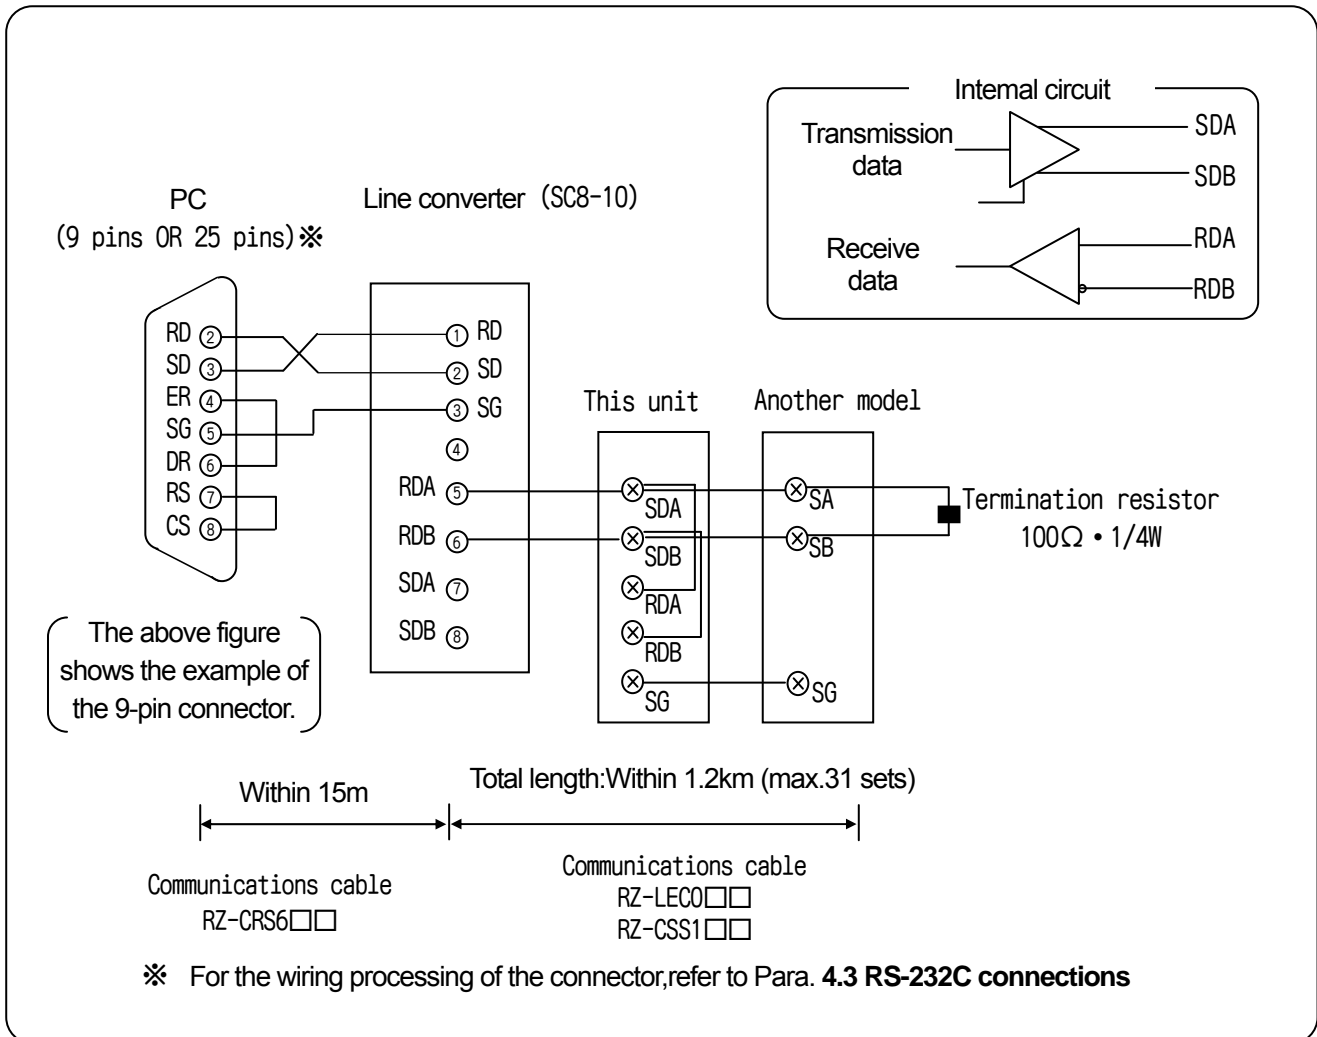 Internal circuit
Transmission
data
SDA
SDB
Receive
data
RDA
RDB
PC
(9 pins OR 25 pins)※
Line converter (SC8-10)
RD ②
SD ③
ER ④
SG ⑤
DR ⑥
RS ⑦
CS ⑧
① RD
② SD
③ SG
④
RDA ⑤
RDB ⑥
SDA ⑦
SDB ⑧
This unit
SDA
SDB
RDA
RDB
SG
Another model
SA
SB
SG
Termination resistor
100Ω・1/4W
The above figure
shows the example of
the 9-pin connector.
Within 15m
Total length:Within 1.2km (max.31 sets)
Communications cable
RZ-CRS6□□
Communications cable
RZ-LEC0□□
RZ-CSS1□□
※ For the wiring processing of the connector,refer to Para. 4.3 RS-232C connections